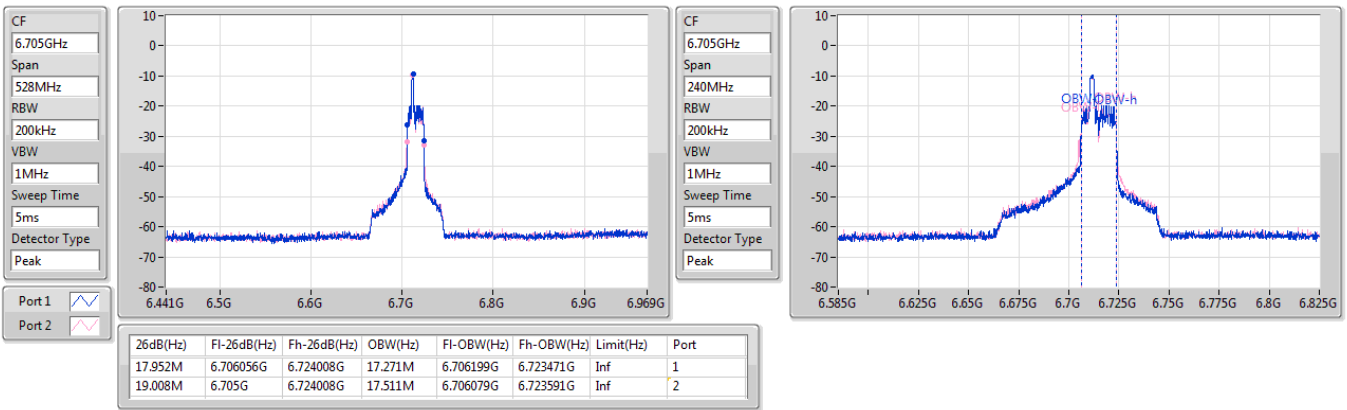 CF
6.705GHz
Span
528MHz
RBW
200kHz
VBW
1MHz
Sweep Time
5ms
Detector Type
Peak
Port 1
Port 2
10-
0-
-10-
-20-
-30-
-40-
-50-
-60-
-70-
-80-
6.441G 6.5G 6.6G 6.7G 6.8G 6.9G 6.969G
CF
6.705GHz
Span
240MHz
RBW
200kHz
VBW
1MHz
Sweep Time
5ms
Detector Type
Peak
10-
0-
-10-
-20-
-30-
-40-
-50-
-60-
-70-
-80-
OBW-h
6.585G 6.625G 6.65G 6.675G 6.7G 6.725G 6.75G 6.775G 6.8G 6.825G
26dB(Hz) Fl-26dB(Hz) Fh-26dB(Hz) OBW(Hz) Fl-OBW(Hz) Fh-OBW(Hz) Limit(Hz) Port
17.952M 6.706056G 6.724008G 17.271M 6.706199G 6.723471G Inf 1
19.008M 6.705G 6.724008G 17.511M 6.706079G 6.723591G Inf 2